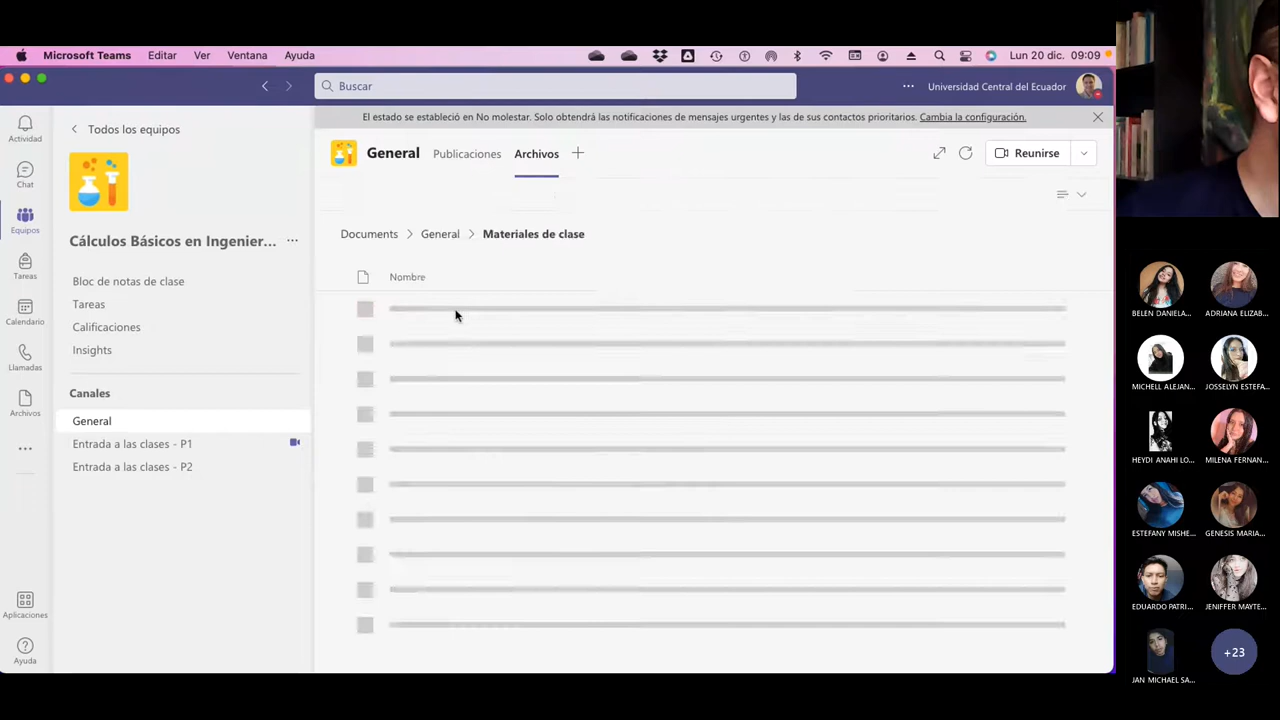 Microsoft Teams Editar Ver Ventana Ayuda Lun 20 dic. 09:09
Buscar
Universidad Central del Ecuador
El estado se estableció en No molestar. Solo obtendrá las notificaciones de mensajes urgentes y las de sus contactos prioritarios. Cambia la configuración.
Actividad
Chat
Equipos
Tareas
Calendario
Llamadas
Archivos
Aplicaciones
Ayuda
Todos los equipos
Cálculos Básicos en Ingenier...
Bloc de notas de clase
Tareas
Calificaciones
Insights
Canales
General
Entrada a las clases - P1
Entrada a las clases - P2
General Publicaciones Archivos
Reunirse
Documents General Materiales de clase
Nombre
BELEN DANIELA... ADRIANA ELIZAB...
MICHELL ALEJAN... JOSSELYN ESTEFA...
HEYDI ANAHI LO... MILENA FERNAN...
ESTEFANY MISHE... GENESIS MARIA...
EDUARDO PATRI... JENIFFER MAYTE...
JAN MICHAEL SA... +23